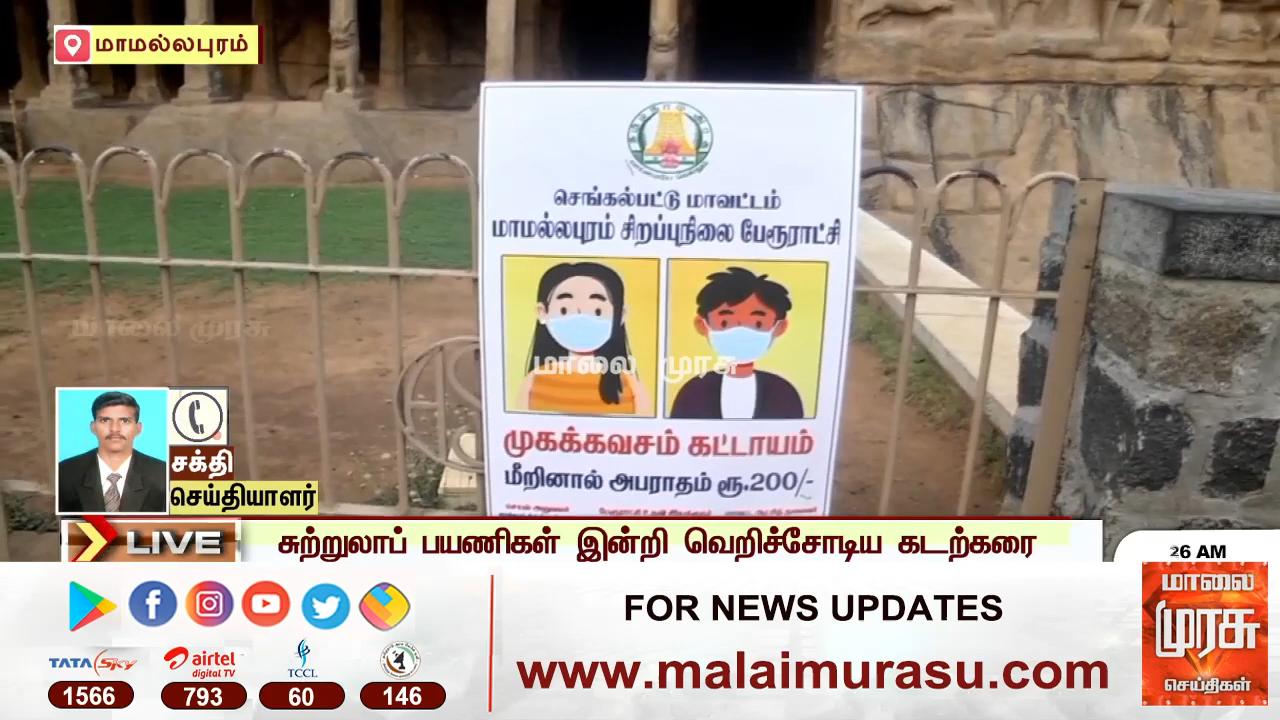 மாமல்லபுரம்
செங்கல்பட்டு மாவட்டம்
மாமல்லபுரம் சிறப்புநிலை பேரூராட்சி
மாலை முரசு
மாலை முரசு
முகக்கவசம் கட்டாயம்
மீறினால் அபராதம் ரூ.200/-
சக்தி
செய்தியாளர்
LIVE
சுற்றுலாப் பயணிகள் இன்றி வெறிச்சோடிய கடற்கரை
26 AM
FOR NEWS UPDATES
www.malaimurasu.com
TATA SKY
1566
airtel
digital TV
793
TCCL
60
146
மாலை
முரசு
செய்திகள்